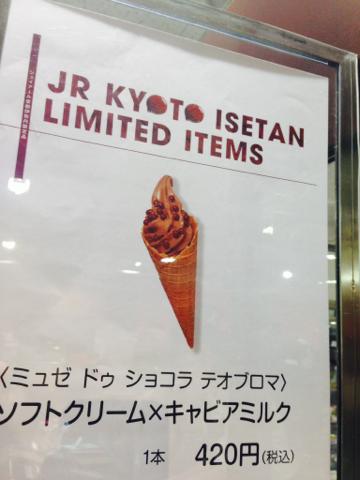 JR KYOTO ISETAN
LIMITED ITEMS
〈ミュゼ ドゥ ショコラ テオブロマ〉
ソフトクリーム×キャビアミルク
1本 420円(税込)